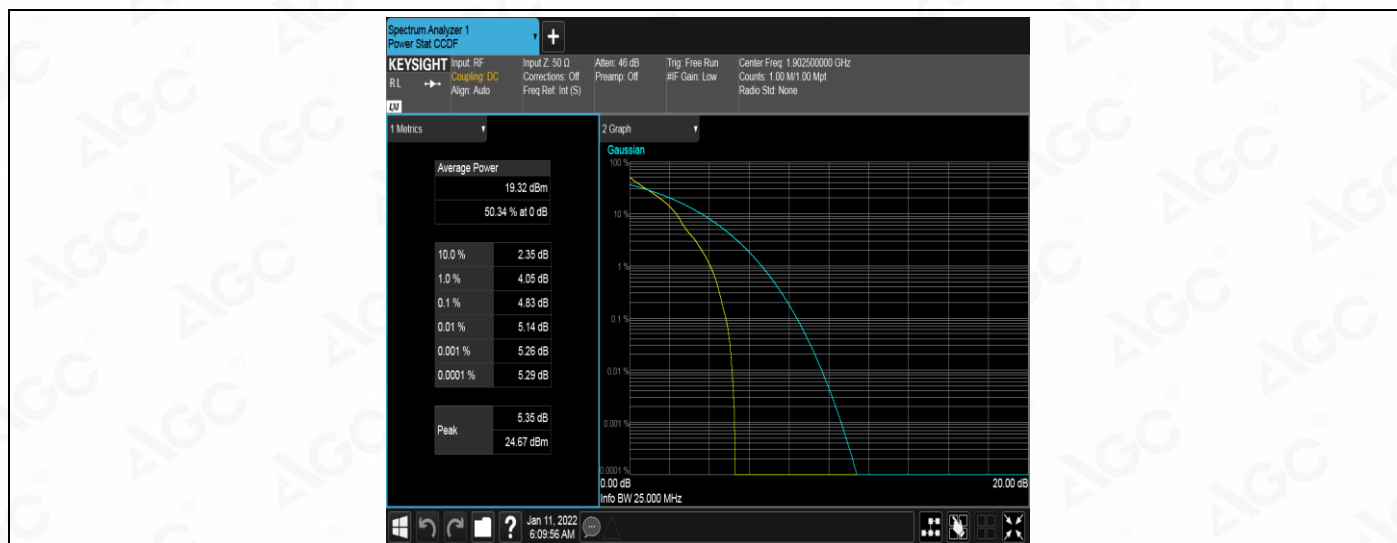 Spectrum Analyzer 1
Power Stat CCDF
KEYSIGHT
R L
LXI
Input: RF
Coupling: DC
Align: Auto
Input Z: 50 Ω
Corrections: Off
Freq Ref: Int (S)
Atten: 46 dB
Preamp: Off
Trig: Free Run
#IF Gain: Low
Center Freq: 1.902500000 GHz
Counts: 1.00 M/1.00 Mpt
Radio Std: None
1 Metrics
Average Power
19.32 dBm
50.34 % at 0 dB
10.0 % 2.35 dB
1.0 % 4.05 dB
0.1 % 4.83 dB
0.01 % 5.14 dB
0.001 % 5.26 dB
0.0001 % 5.29 dB
Peak
5.35 dB
24.67 dBm
2 Graph
Gaussian
100 %
10 %
1 %
0.1 %
0.01 %
0.001 %
0.0001 %
0.00 dB 20.00 dB
Info BW 25.000 MHz
?
Jan 11, 2022
6:09:56 AM
AGC